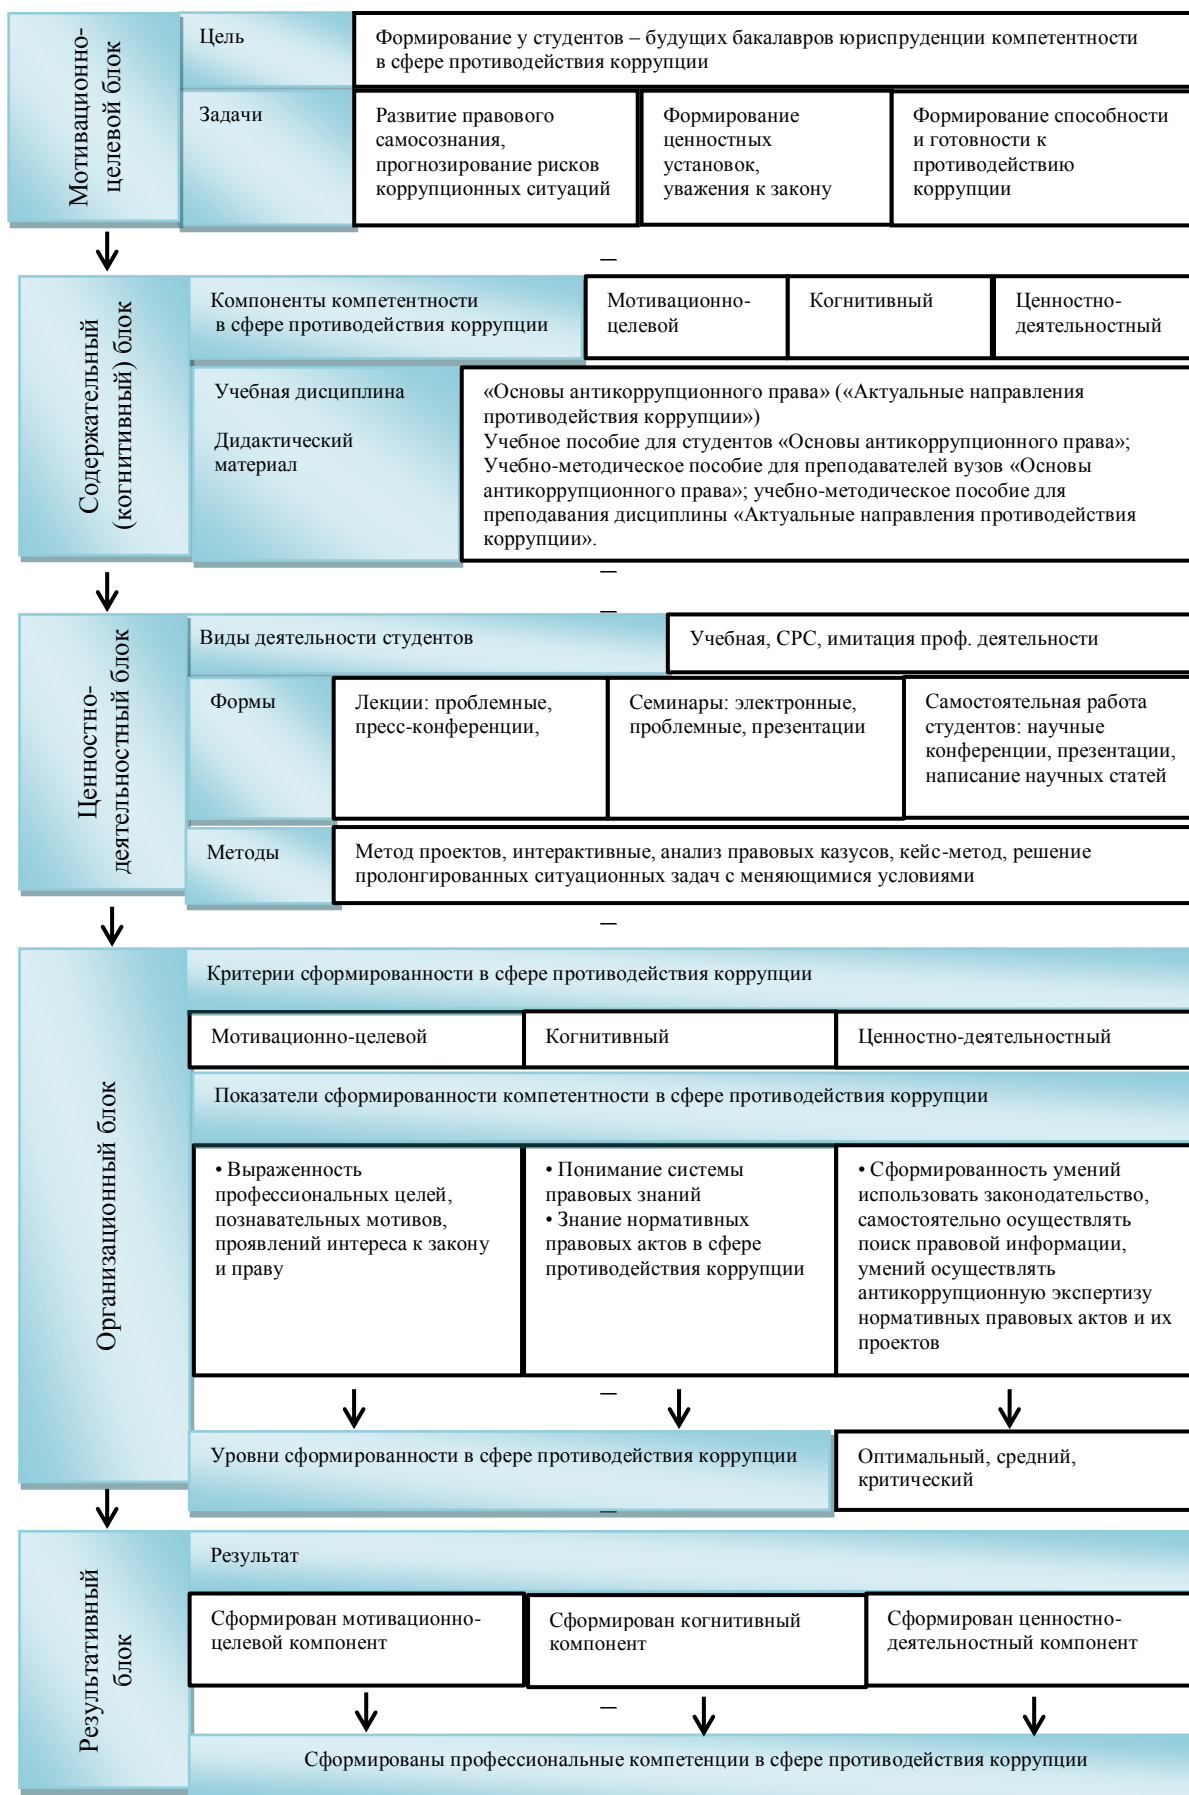 Мотивационно-
целевой блок
Цель
Формирование у студентов – будущих бакалавров юриспруденции компетентности
в сфере противодействия коррупции
Задачи
Развитие правового
самосознания,
прогнозирование рисков
коррупционных ситуаций
Формирование
ценностных
установок,
уважения к закону
Формирование способности
и готовности к
противодействию
коррупции
Содержательный
(когнитивный) блок
Компоненты компетентности
в сфере противодействия коррупции
Мотивационно-
целевой
Когнитивный
Ценностно-
деятельностный
Учебная дисциплина
Дидактический
материал
«Основы антикоррупционного права» («Актуальные направления
противодействия коррупции»)
Учебное пособие для студентов «Основы антикоррупционного права»;
Учебно-методическое пособие для преподавателей вузов «Основы
антикоррупционного права»; учебно-методическое пособие для
преподавания дисциплины «Актуальные направления противодействия
коррупции».
Ценностно-
деятельностный блок
Виды деятельности студентов
Учебная, СРС, имитация проф. деятельности
Формы
Лекции: проблемные,
пресс-конференции,
Семинары: электронные,
проблемные, презентации
Самостоятельная работа
студентов: научные
конференции, презентации,
написание научных статей
Методы
Метод проектов, интерактивные, анализ правовых казусов, кейс-метод, решение
пролонгированных ситуационных задач с меняющимися условиями
Организационный блок
Критерии сформированности в сфере противодействия коррупции
Мотивационно-целевой
Когнитивный
Ценностно-деятельностный
Показатели сформированности компетентности в сфере противодействия коррупции
• Выраженность
профессиональных целей,
познавательных мотивов,
проявлений интереса к закону
и праву
• Понимание системы
правовых знаний
• Знание нормативных
правовых актов в сфере
противодействия коррупции
• Сформированность умений
использовать законодательство,
самостоятельно осуществлять
поиск правовой информации,
умений осуществлять
антикоррупционную экспертизу
нормативных правовых актов и их
проектов
Уровни сформированности в сфере противодействия коррупции
Оптимальный, средний,
критический
Результативный
блок
Результат
Сформирован мотивационно-
целевой компонент
Сформирован когнитивный
компонент
Сформирован ценностно-
деятельностный компонент
Сформированы профессиональные компетенции в сфере противодействия коррупции